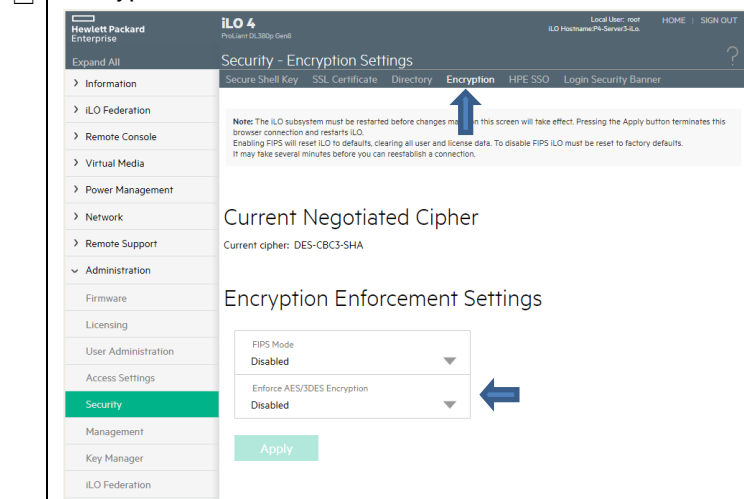 Hewlett Packard
Enterprise
iLO 4
ProLiant DL380p Gen8
Local User: root
iLO Hostname:P4-Server3-iLo.
HOME | SIGN OUT
Expand All
Security - Encryption Settings
?
Secure Shell Key SSL Certificate Directory Encryption HPE SSO Login Security Banner
Information
iLO Federation
Remote Console
Virtual Media
Power Management
Network
Remote Support
Administration
Firmware
Licensing
User Administration
Access Settings
Security
Management
Key Manager
iLO Federation
Note: The iLO subsystem must be restarted before changes on this screen will take effect. Pressing the Apply button terminates this
browser connection and restarts iLO.
Enabling FIPS will reset iLO to defaults, clearing all user and license data. To disable FIPS iLO must be reset to factory defaults.
It may take several minutes before you can reestablish a connection.
Current Negotiated Cipher
Current cipher: DES-CBC3-SHA
Encryption Enforcement Settings
FIPS Mode
Disabled
Enforce AES/3DES Encryption
Disabled
Apply